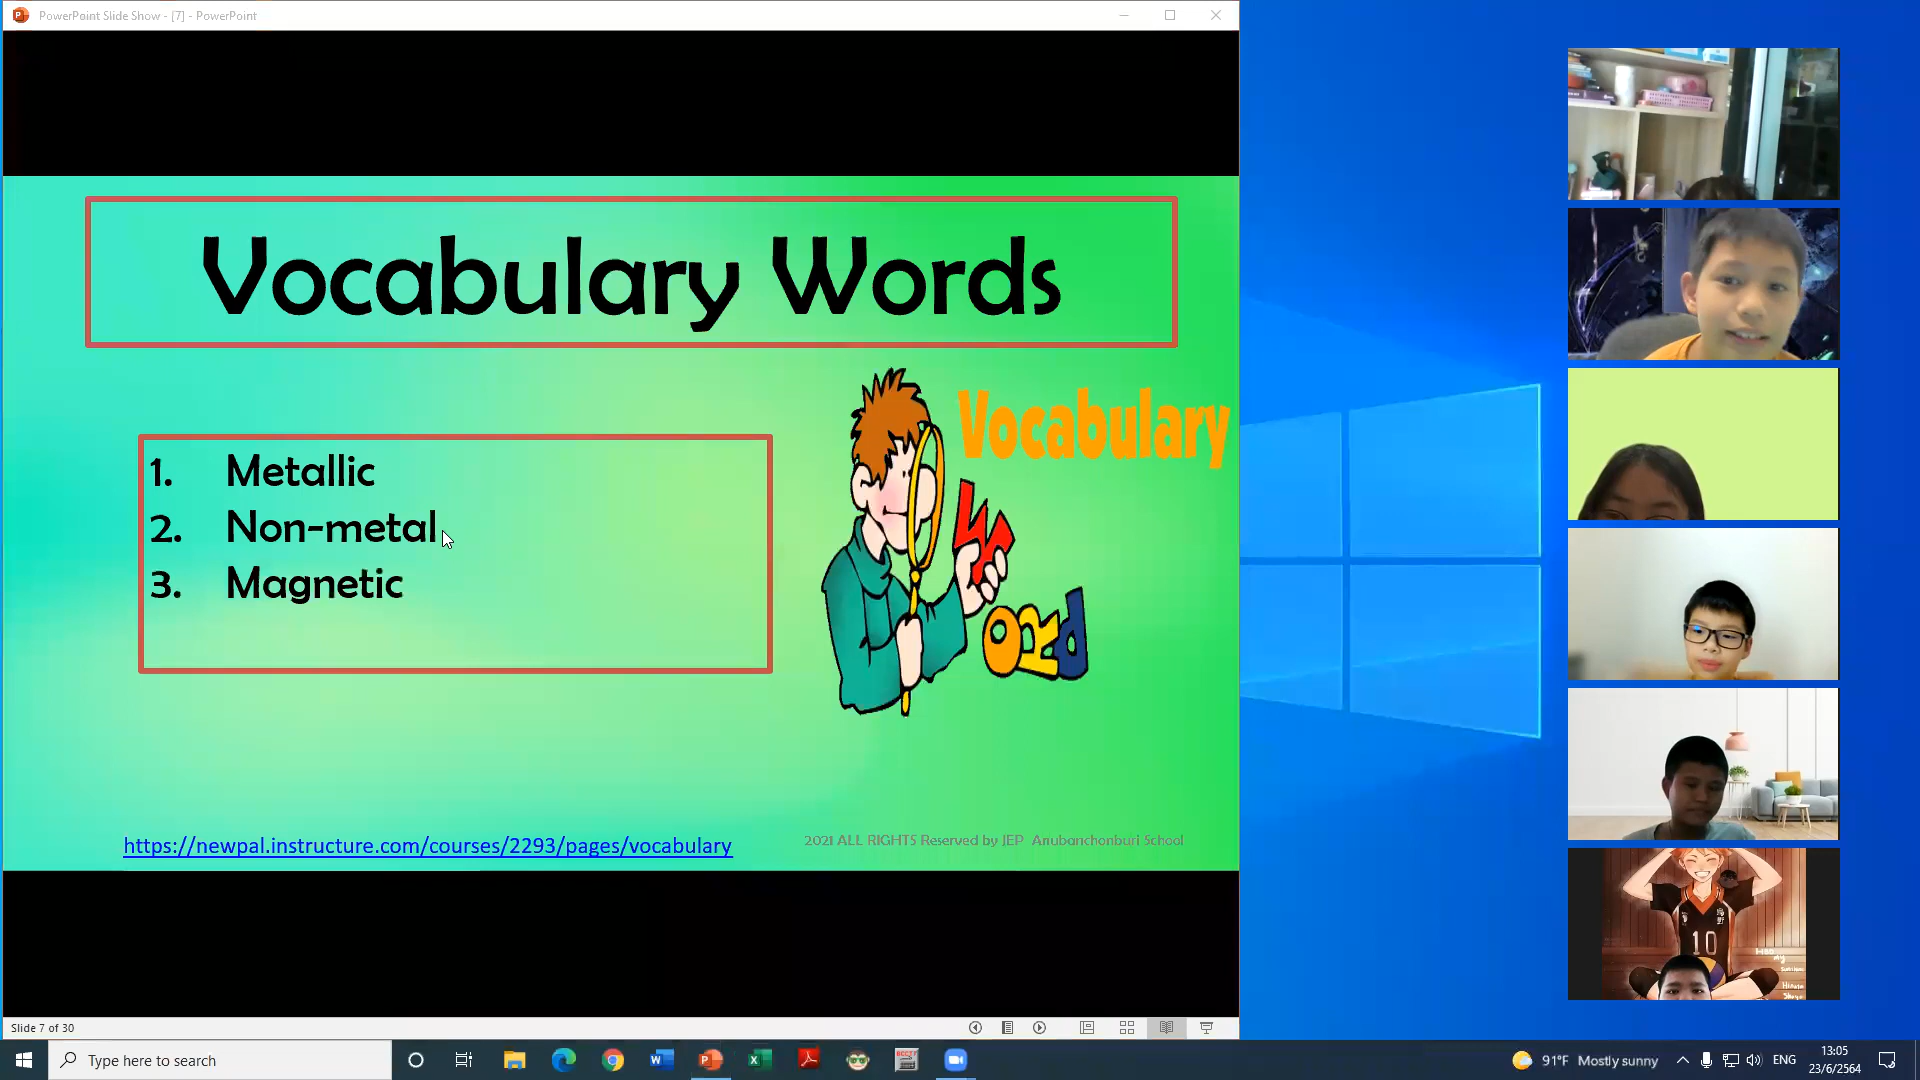 PowerPoint Slide Show - [7] - PowerPoint
Vocabulary Words
1. Metallic
2. Non-metal
3. Magnetic
Vocabulary
WORD
https://newpal.instructure.com/courses/2293/pages/vocabulary
2021 ALL RIGHTS Reserved by JEP Anubanchonburi School
10
Slide 7 of 30
Type here to search
91°F Mostly sunny
ENG
13:05
23/6/2564